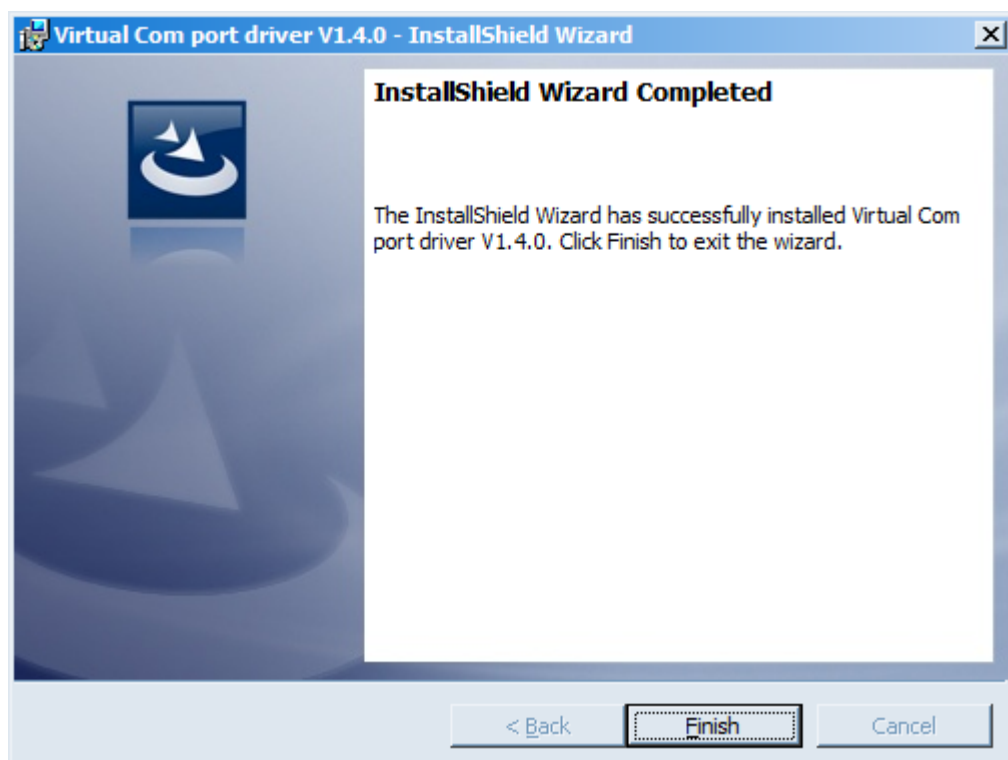 Virtual Com port driver V1.4.0 - InstallShield Wizard
InstallShield Wizard Completed
The InstallShield Wizard has successfully installed Virtual Com
port driver V1.4.0. Click Finish to exit the wizard.
< Back Finish Cancel